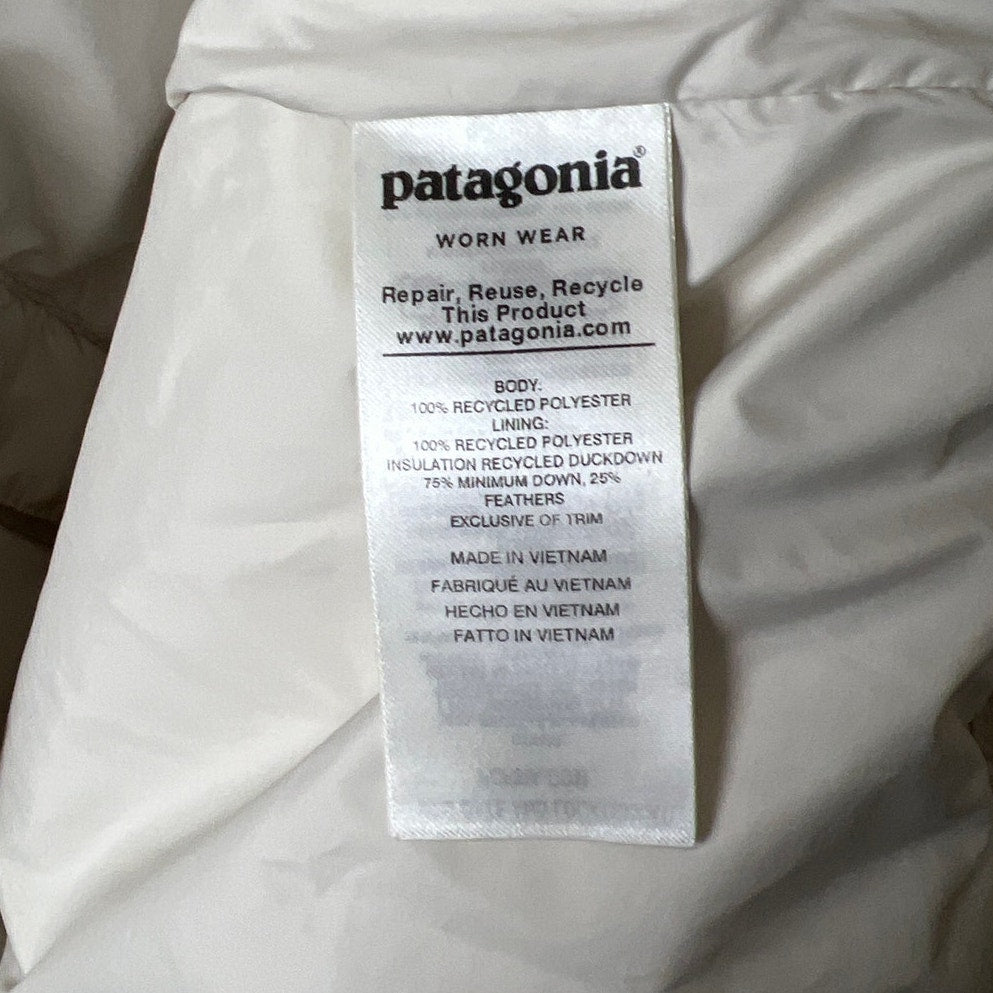 patagonia®
WORN WEAR
Repair, Reuse, Recycle
This Product
www.patagonia.com
BODY:
100% RECYCLED POLYESTER
LINING:
100% RECYCLED POLYESTER
INSULATION RECYCLED DUCKDOWN
75% MINIMUM DOWN, 25%
FEATHERS
EXCLUSIVE OF TRIM
MADE IN VIETNAM
FABRIQUÉ AU VIETNAM
HECHO EN VIETNAM
FATTO IN VIETNAM